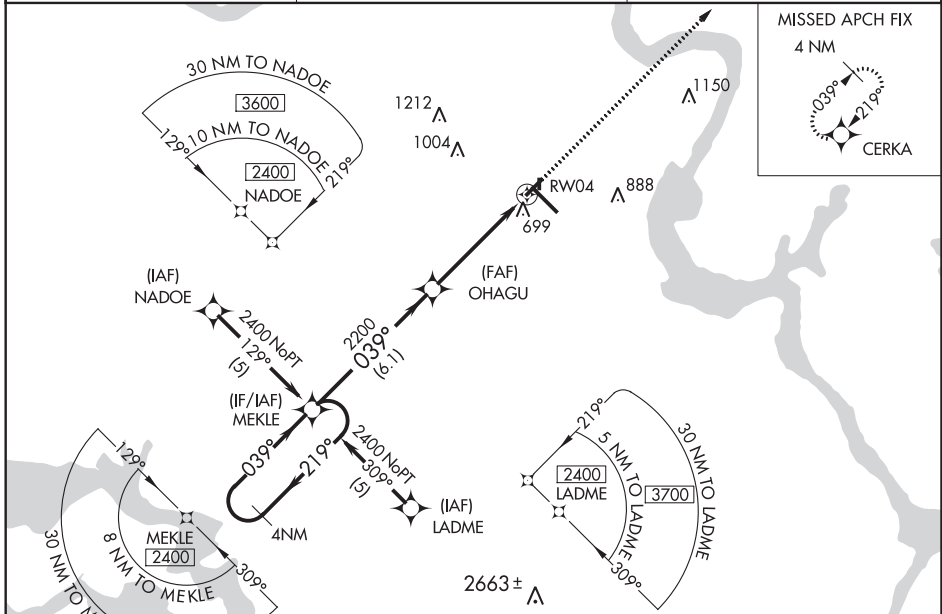 MISSED APCH FIX
4 NM
039°
219°
CERKA
30 NM TO NADOE
3600
10 NM TO NADOE
129°
219°
2400
NADOE
1212
1004
1150
RW04
888
699
(FAF)
OHAGU
(IAF)
NADOE
2400 NoPT
129°
(5)
2200
039°
(6.1)
(IF/IAF)
MEKLE
039°
219°
4NM
2400 NoPT
309°
(5)
(IAF)
LADME
219°
5 NM TO LADME
30 NM TO LADME
2400
LADME
3700
309°
129°
MEKLE
2400
8 NM TO MEKLE
309°
30 NM TO M
2663 ±